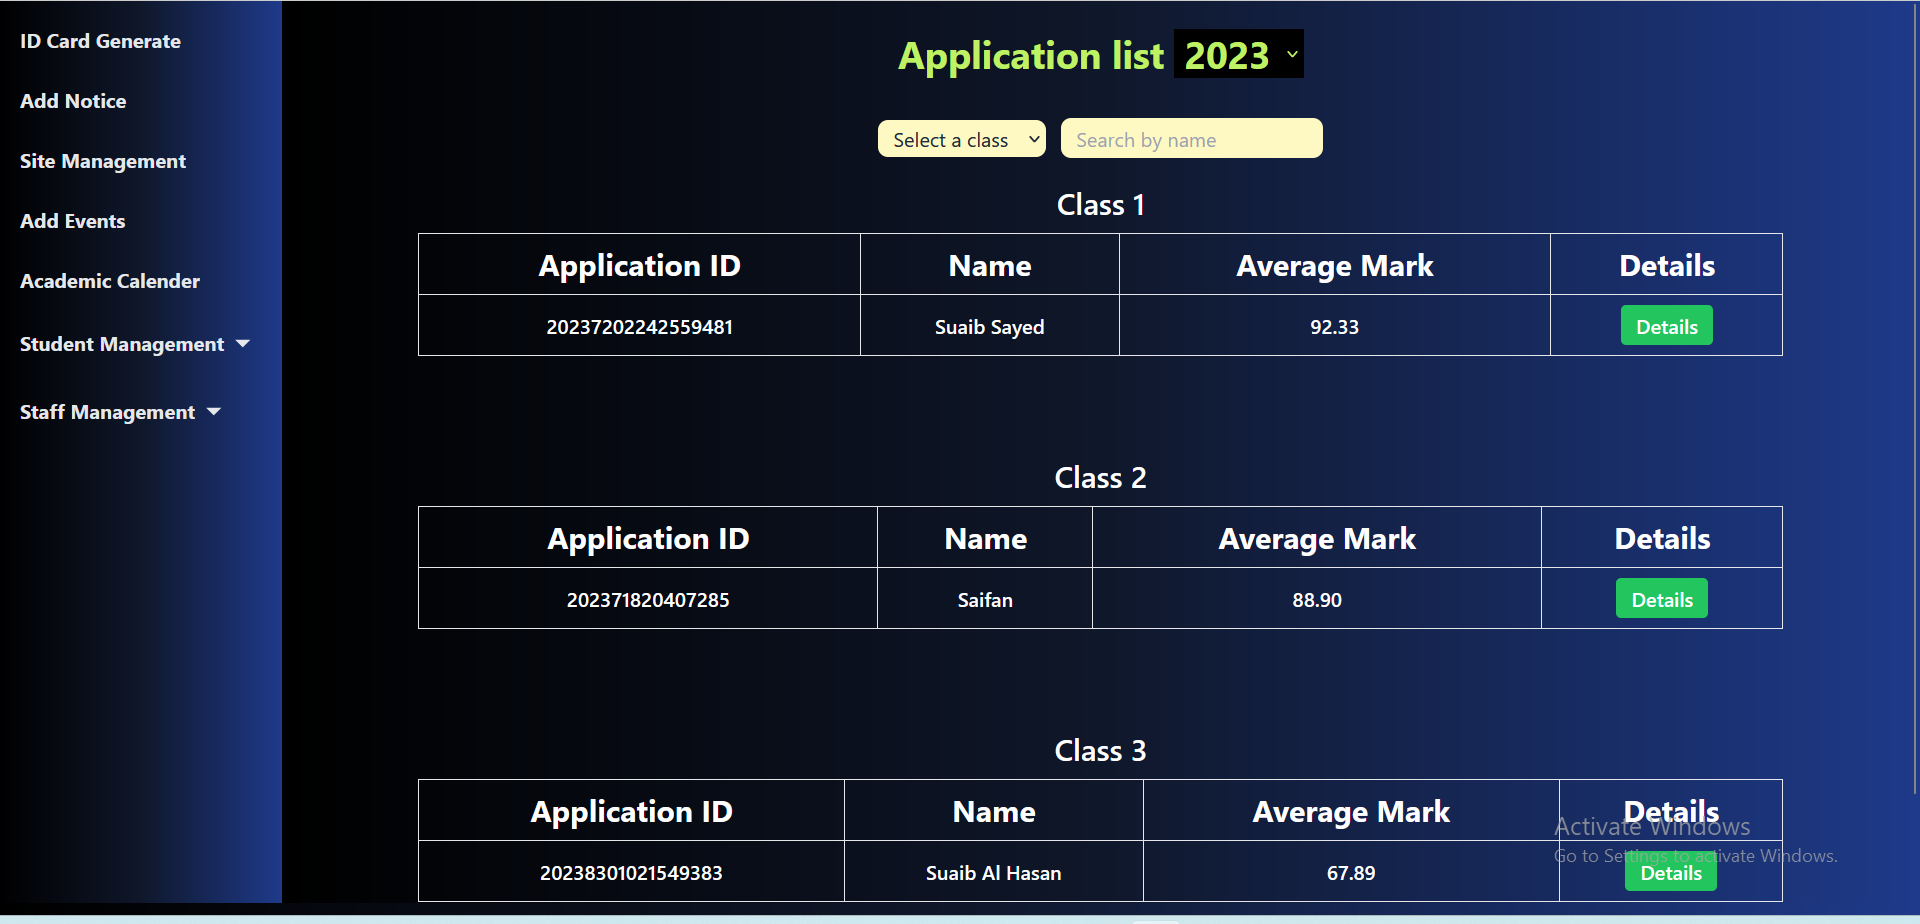 ID Card Generate
Add Notice
Site Management
Add Events
Academic Calender
Student Management
Staff Management
Application list 2023
Select a class Search by name
Class 1
Application ID Name Average Mark Details
20237202242559481 Suaib Sayed 92.33 Details
Class 2
Application ID Name Average Mark Details
202371820407285 Saifan 88.90 Details
Class 3
Application ID Name Average Mark Details
20238301021549383 Suaib Al Hasan 67.89 Details
Activate Windows
Go to Settings to activate Windows.